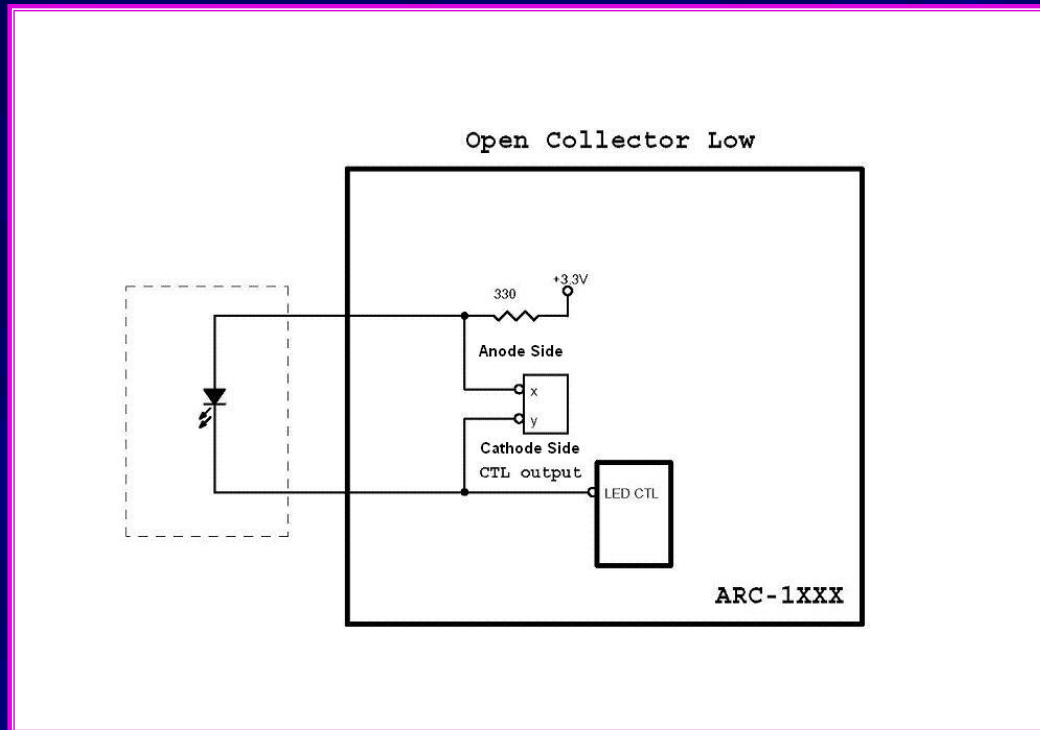 Open Collector Low
+3.3V
330
Anode Side
x
y
Cathode Side
CTL output
LED CTL
ARC-1XXX